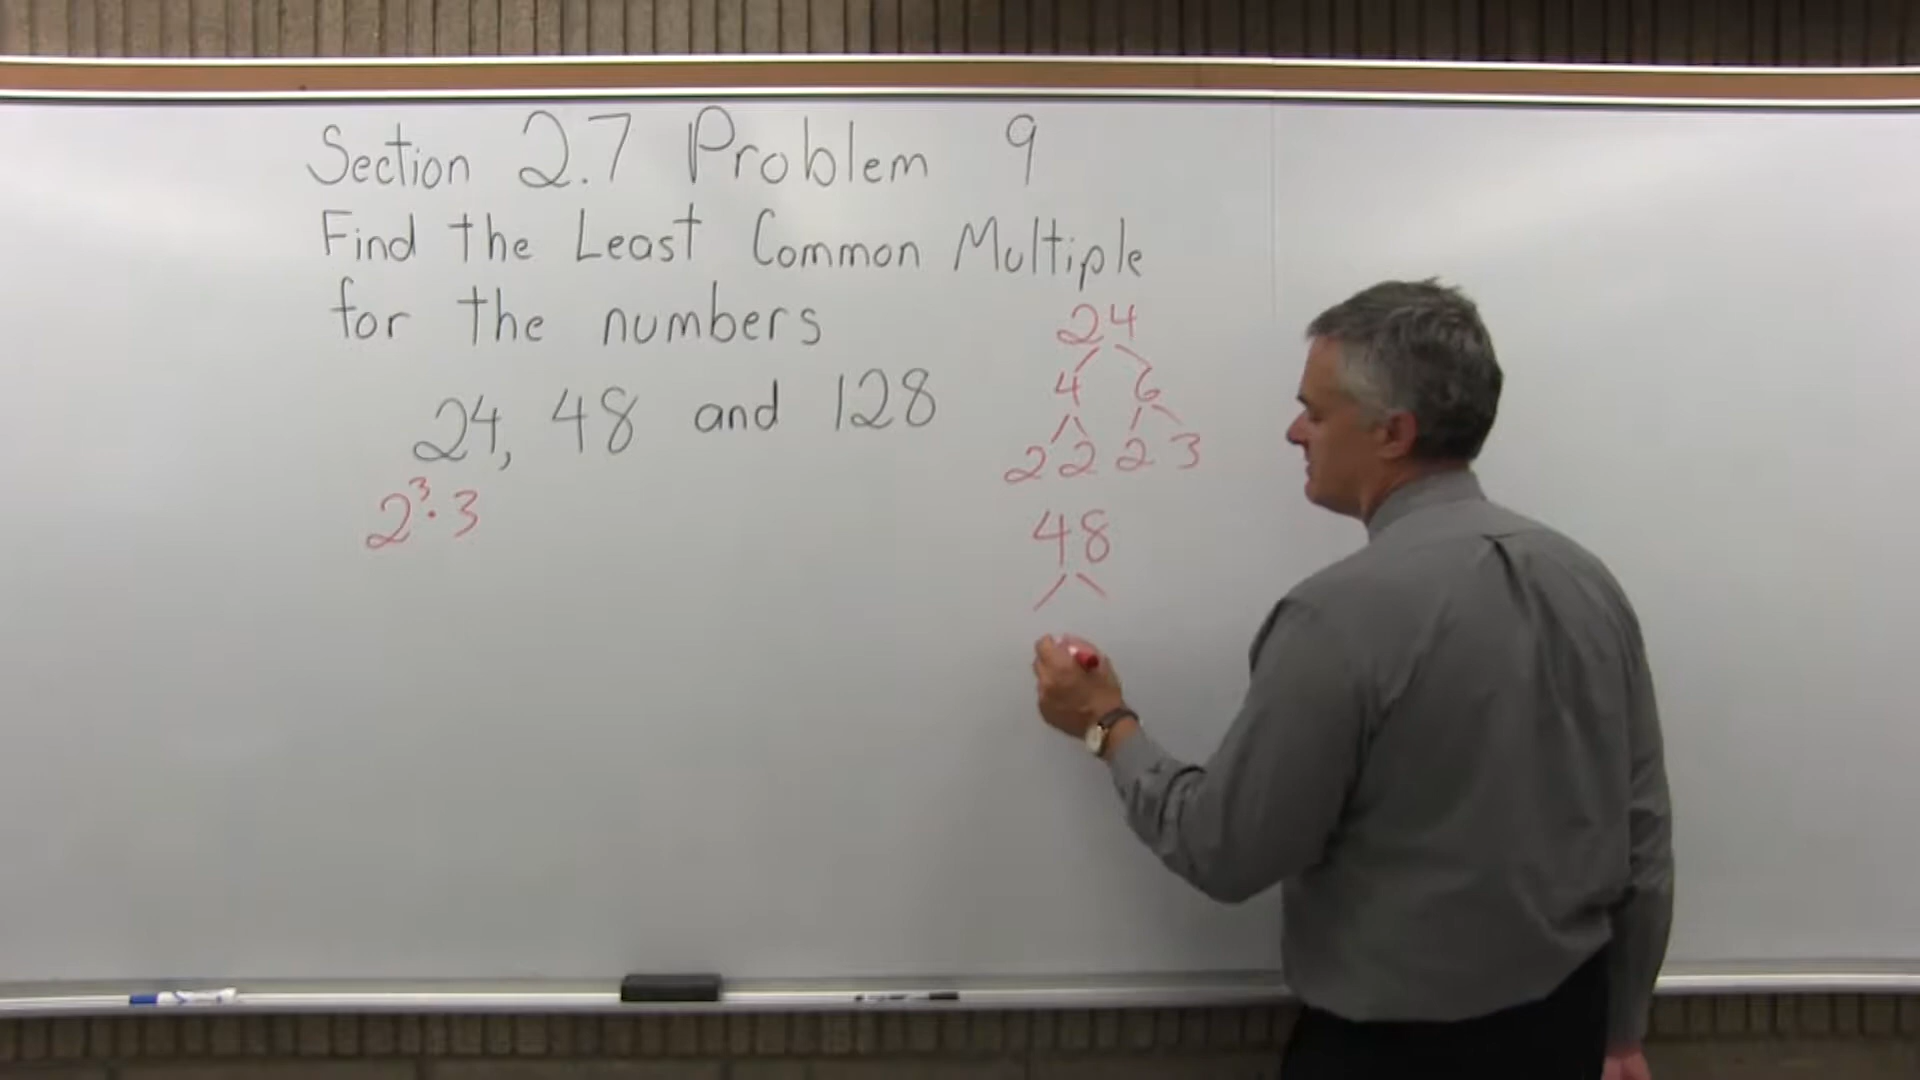 Section 2.7 Problem 9
Find the Least Common Multiple
for the numbers
24, 48 and 128
2³·3
24
4 6
2 2 2 3
48